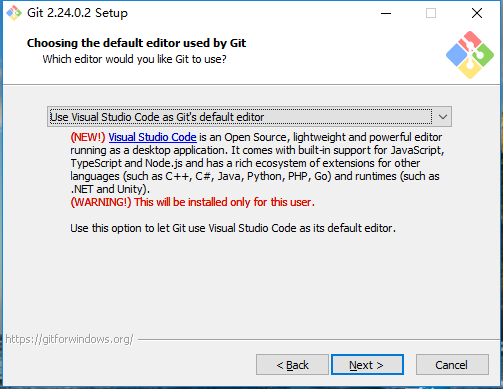 Git 2.24.0.2 Setup
Choosing the default editor used by Git
Which editor would you like Git to use?
Use Visual Studio Code as Git's default editor
(NEW!) Visual Studio Code is an Open Source, lightweight and powerful editor
running as a desktop application. It comes with built-in support for JavaScript,
TypeScript and Node.js and has a rich ecosystem of extensions for other
languages (such as C++, C#, Java, Python, PHP, Go) and runtimes (such as
.NET and Unity).
(WARNING!) This will be installed only for this user.
Use this option to let Git use Visual Studio Code as its default editor.
https://gitforwindows.org/
< Back
Next >
Cancel